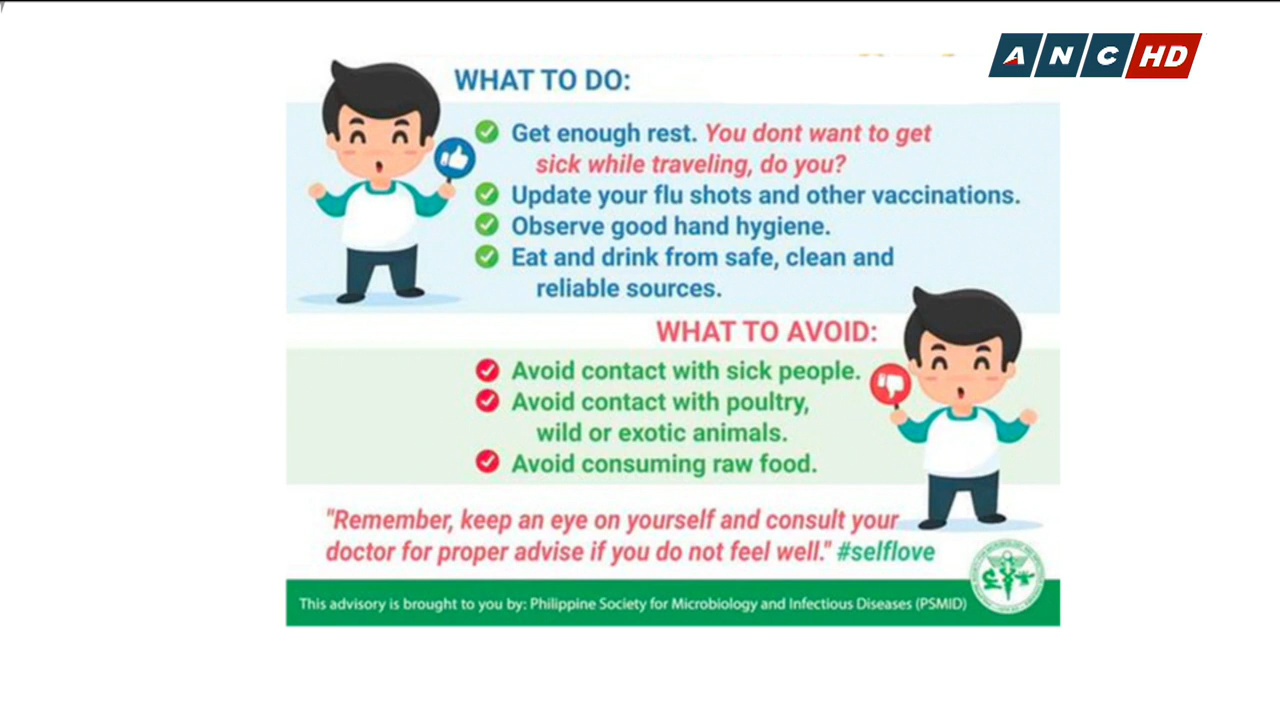 ANC HD
WHAT TO DO:
Get enough rest. You dont want to get
sick while traveling, do you?
Update your flu shots and other vaccinations.
Observe good hand hygiene.
Eat and drink from safe, clean and
reliable sources.
WHAT TO AVOID:
Avoid contact with sick people.
Avoid contact with poultry,
wild or exotic animals.
Avoid consuming raw food.
"Remember, keep an eye on yourself and consult your
doctor for proper advise if you do not feel well." #selflove
This advisory is brought to you by: Philippine Society for Microbiology and Infectious Diseases (PSMID)